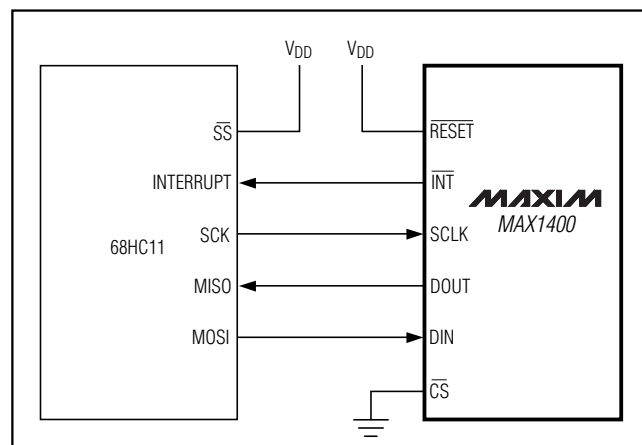 VDD VDD
SS RESET
INTERRUPT INT
MAXIM
MAX1400
SCK SCLK
68HC11
MISO DOUT
MOSI DIN
CS